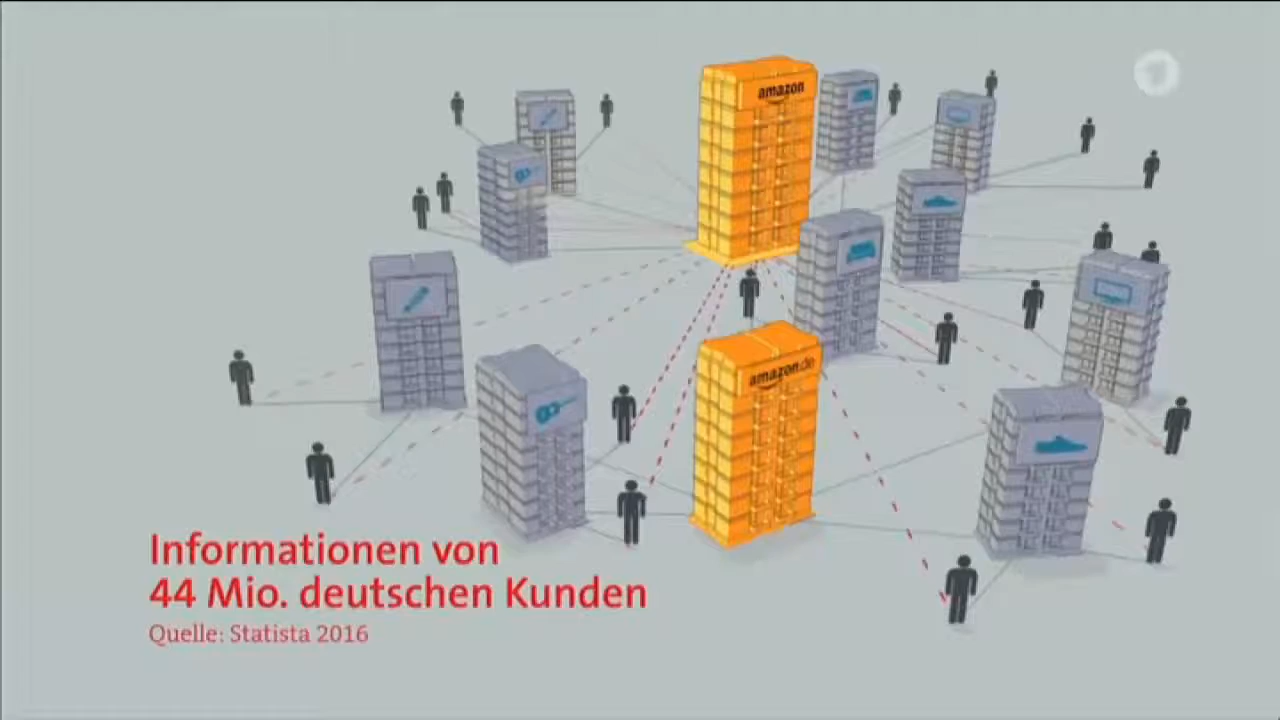 amazon
amazon.de
Informationen von
44 Mio. deutschen Kunden
Quelle: Statista 2016